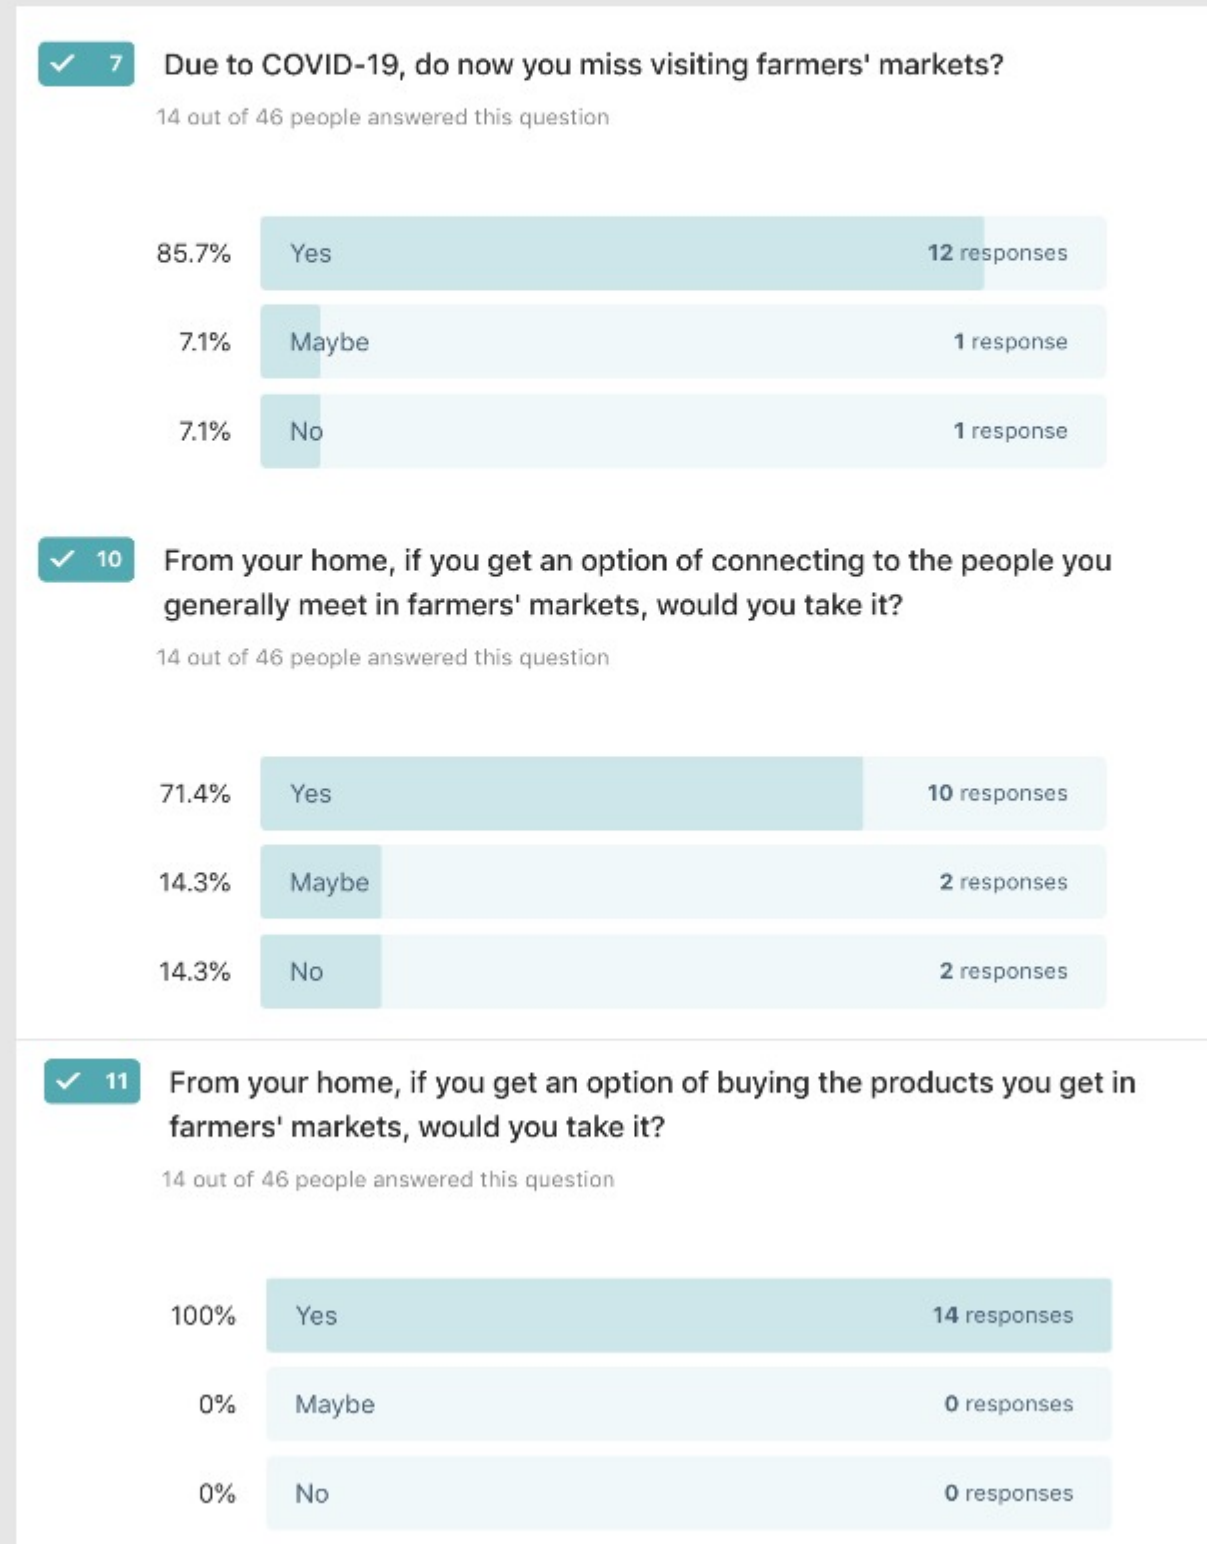 7 Due to COVID-19, do now you miss visiting farmers' markets?
14 out of 46 people answered this question
85.7% Yes 12 responses
7.1% Maybe 1 response
7.1% No 1 response
10 From your home, if you get an option of connecting to the people you
generally meet in farmers' markets, would you take it?
14 out of 46 people answered this question
71.4% Yes 10 responses
14.3% Maybe 2 responses
14.3% No 2 responses
11 From your home, if you get an option of buying the products you get in
farmers' markets, would you take it?
14 out of 46 people answered this question
100% Yes 14 responses
0% Maybe 0 responses
0% No 0 responses